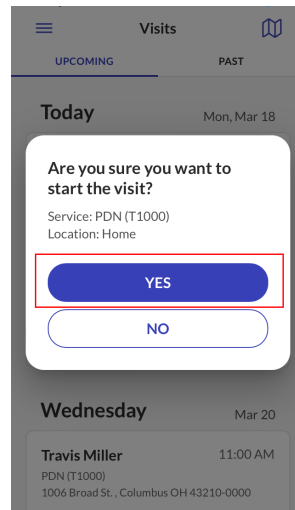 Visits
UPCOMING PAST
Today Mon, Mar 18
Are you sure you want to
start the visit?
Service: PDN (T1000)
Location: Home
YES
NO
Wednesday Mar 20
Travis Miller 11:00 AM
PDN (T1000)
1006 Broad St. , Columbus OH 43210-0000